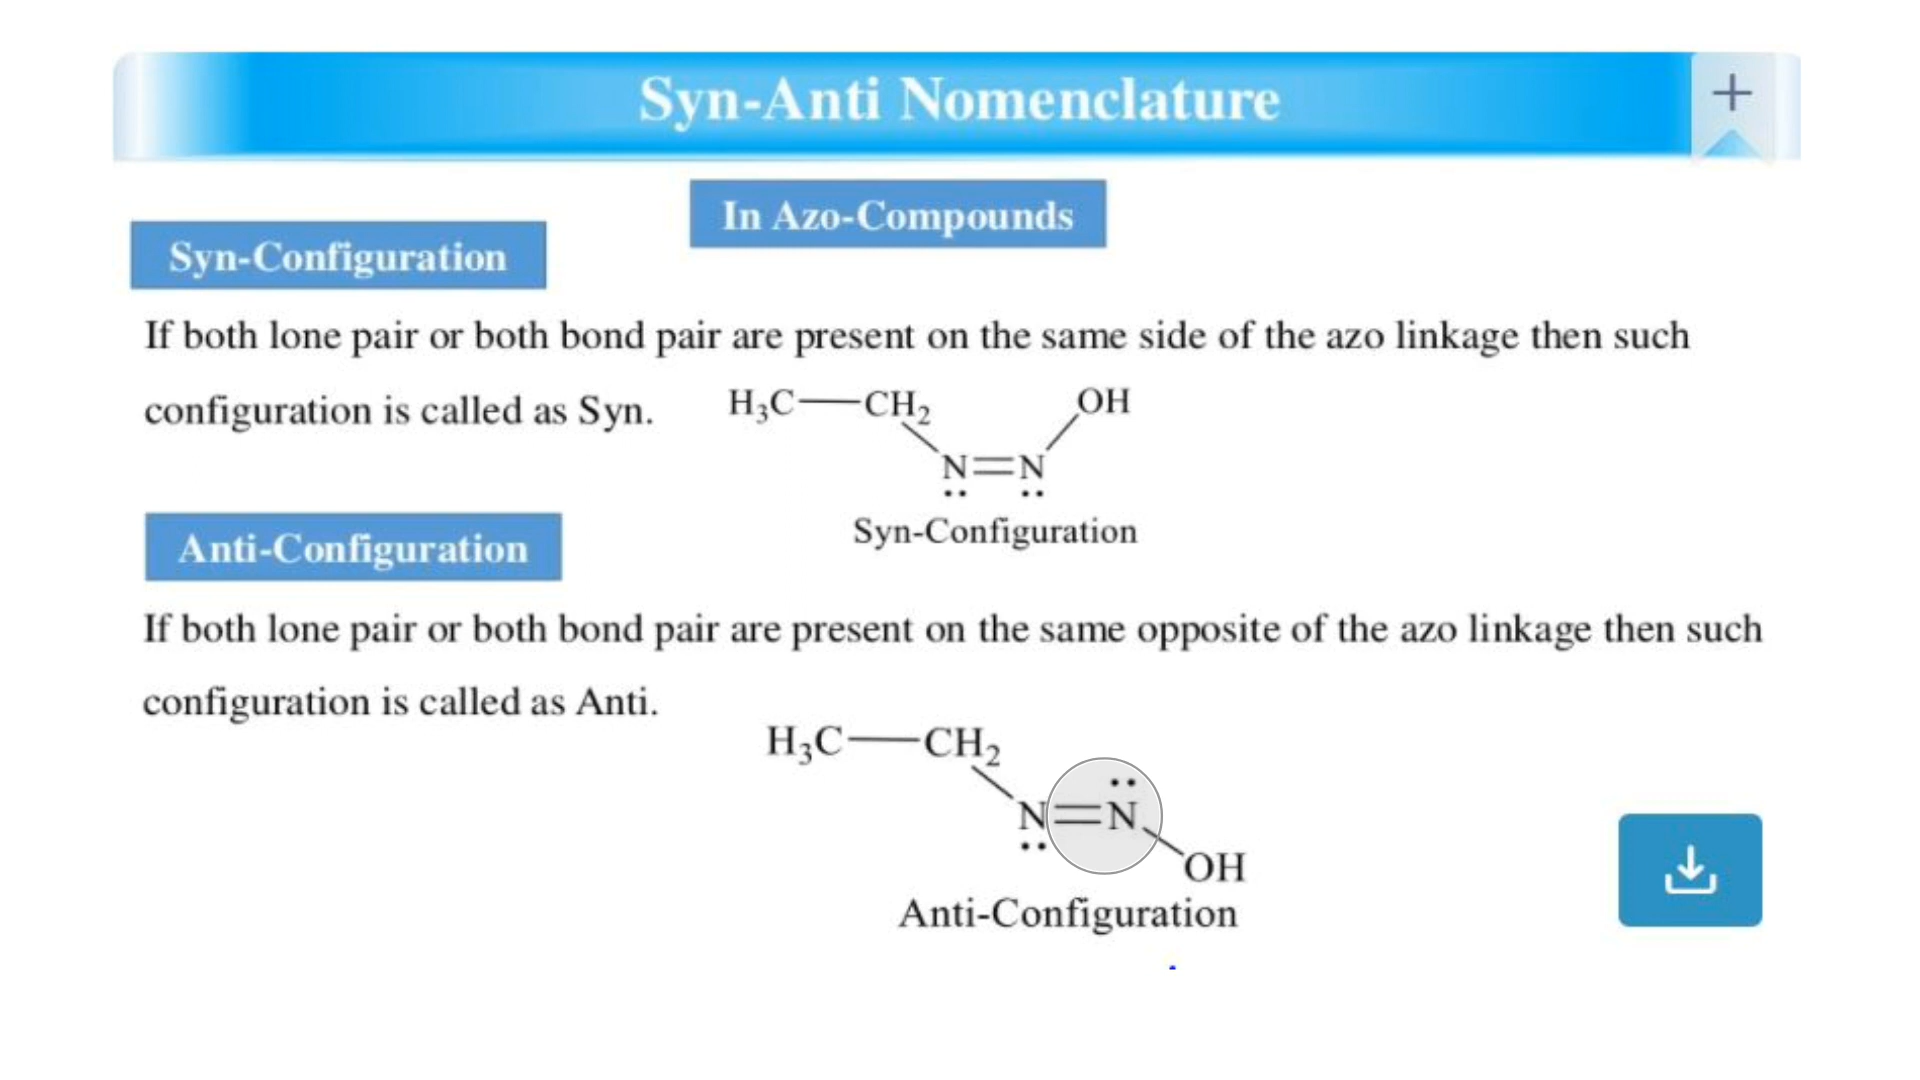 Syn-Anti Nomenclature
+
In Azo-Compounds
Syn-Configuration
If both lone pair or both bond pair are present on the same side of the azo linkage then such
configuration is called as Syn.
H₃C—CH₂ OH
N=N
Syn-Configuration
Anti-Configuration
If both lone pair or both bond pair are present on the same opposite of the azo linkage then such
configuration is called as Anti.
H₃C—CH₂
N=N
OH
Anti-Configuration